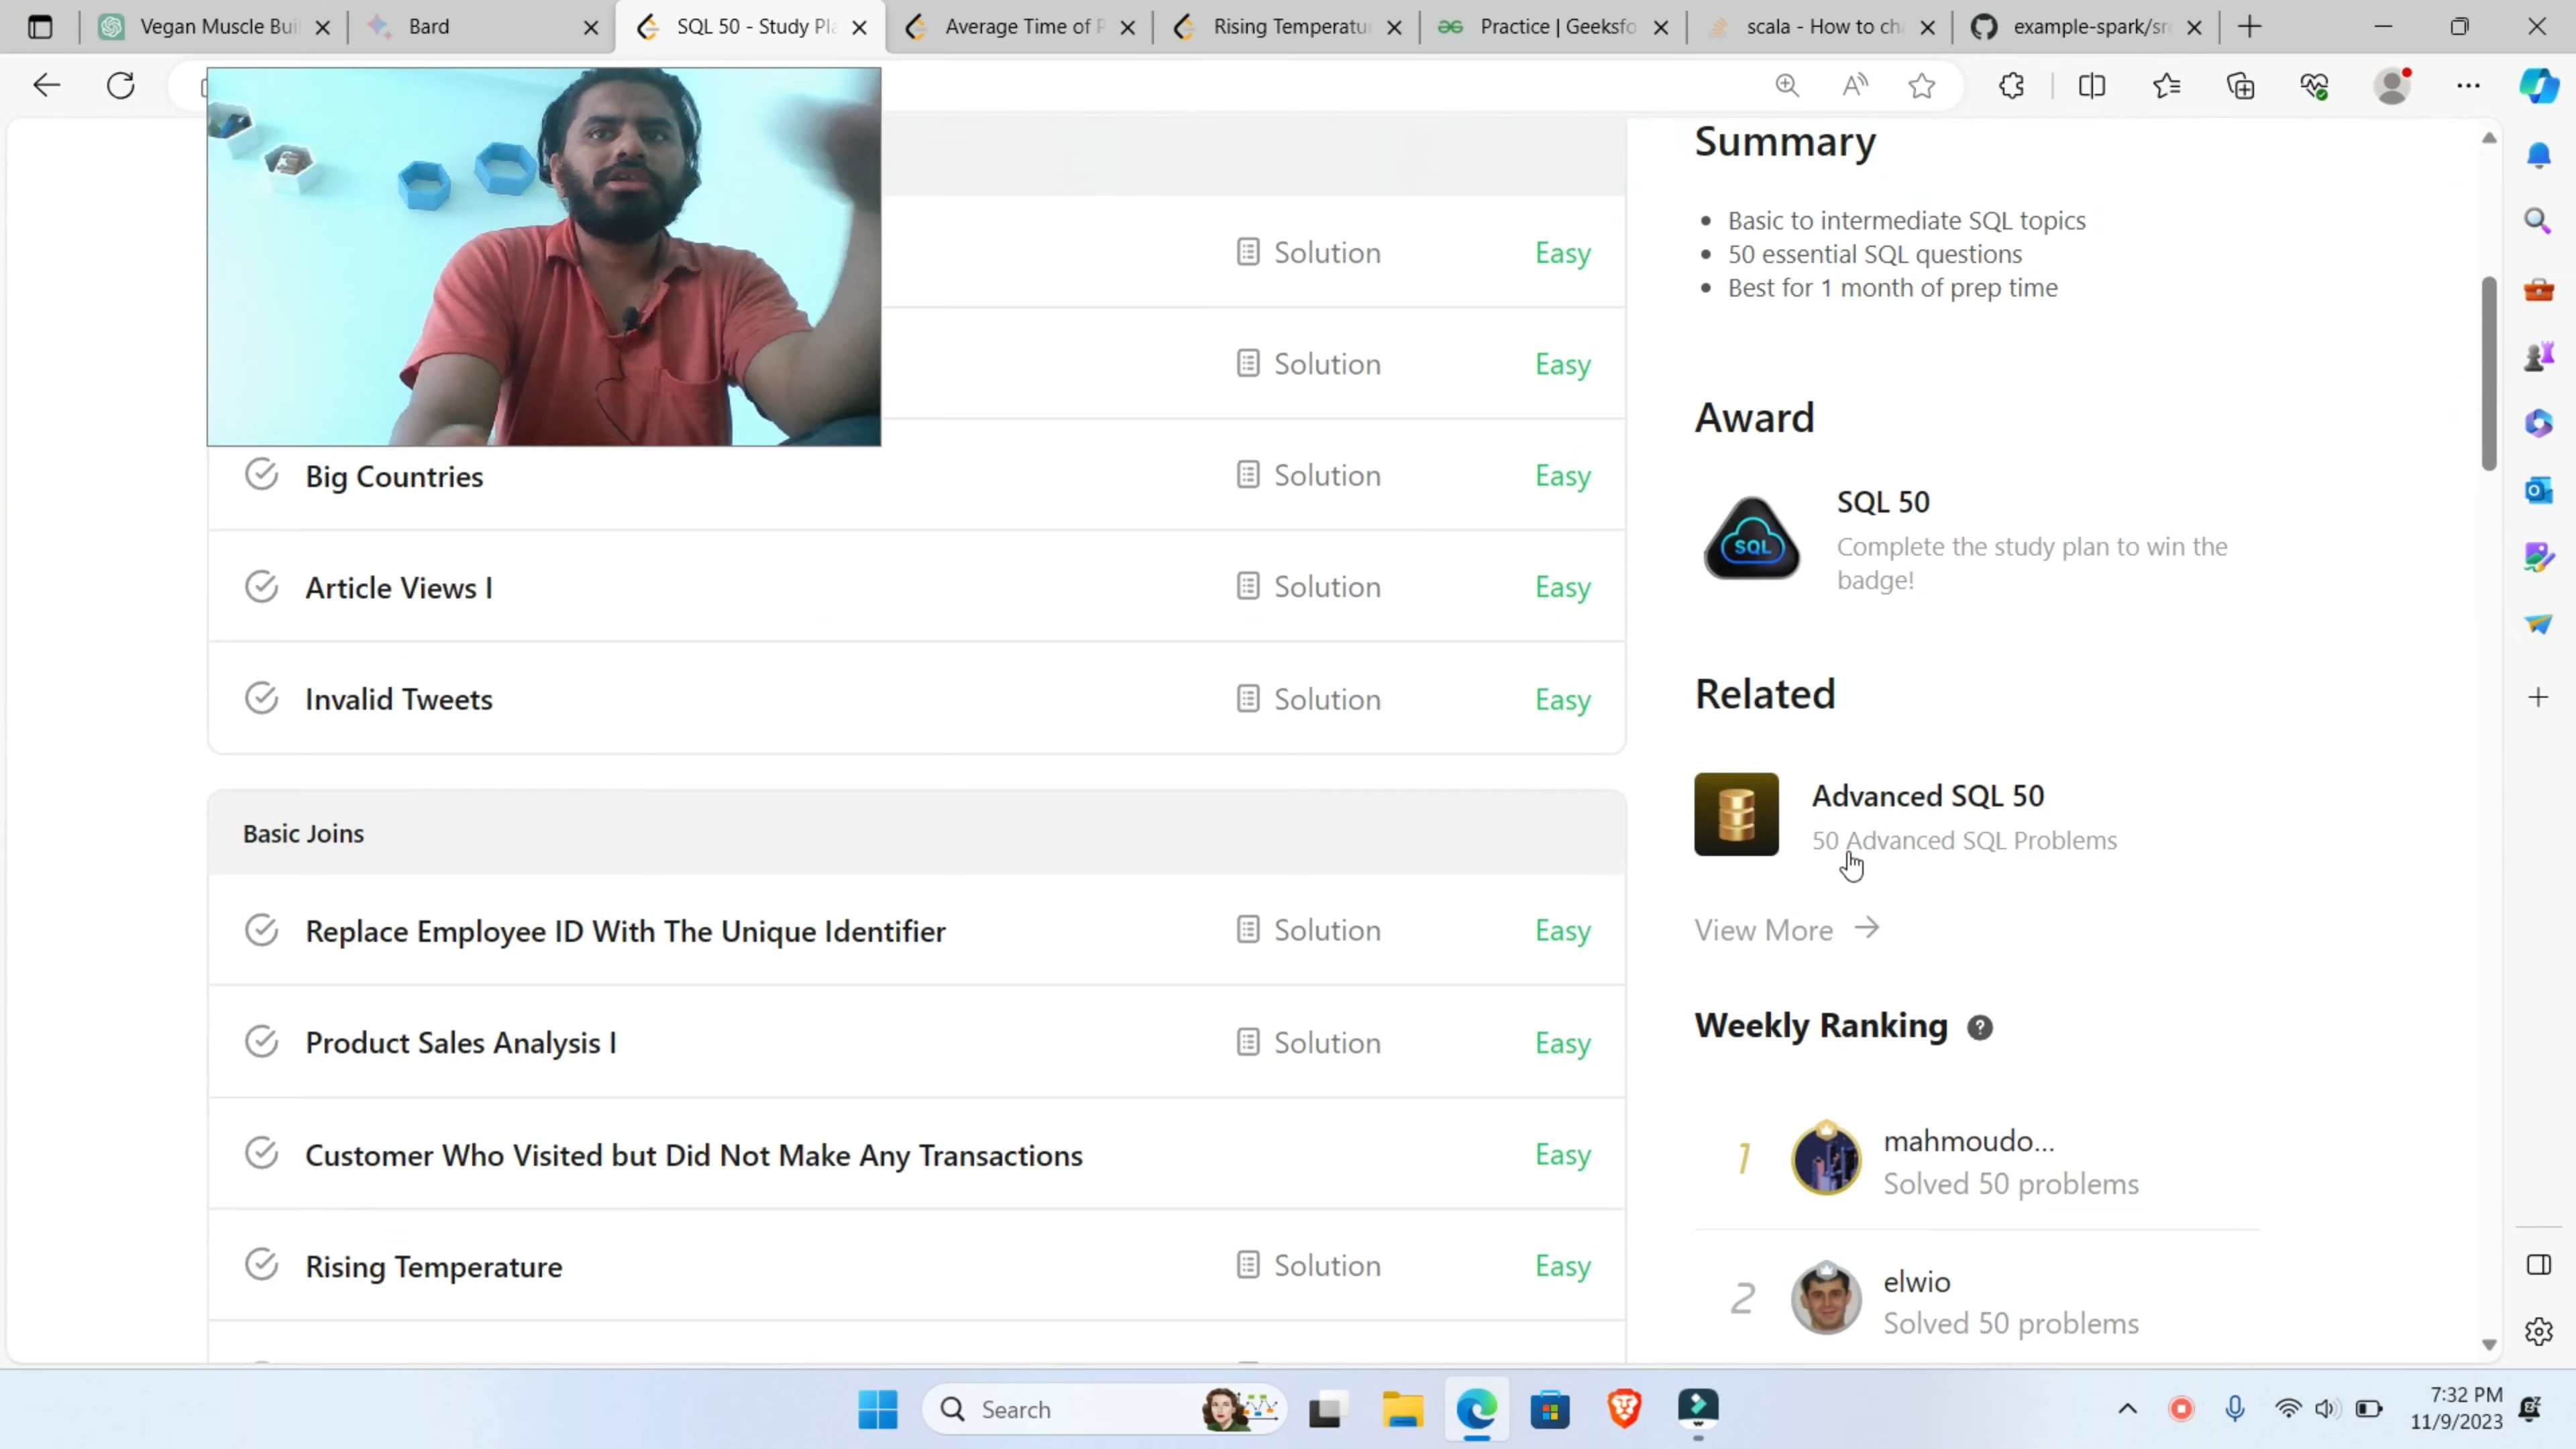 Vegan Muscle Bui
Bard
SQL 50 - Study Pla
Average Time of P
Rising Temperatur
Practice | Geeksfo
scala - How to cha
example-spark/src
Solution Easy
Solution Easy
Big Countries Solution Easy
Article Views I Solution Easy
Invalid Tweets Solution Easy
Basic Joins
Replace Employee ID With The Unique Identifier Solution Easy
Product Sales Analysis I Solution Easy
Customer Who Visited but Did Not Make Any Transactions Easy
Rising Temperature Solution Easy
Summary
• Basic to intermediate SQL topics
• 50 essential SQL questions
• Best for 1 month of prep time
Award
SQL
SQL 50
Complete the study plan to win the
badge!
Related
Advanced SQL 50
50 Advanced SQL Problems
View More
Weekly Ranking ?
1 mahmoudo...
Solved 50 problems
2 elwio
Solved 50 problems
Search
7:32 PM
11/9/2023